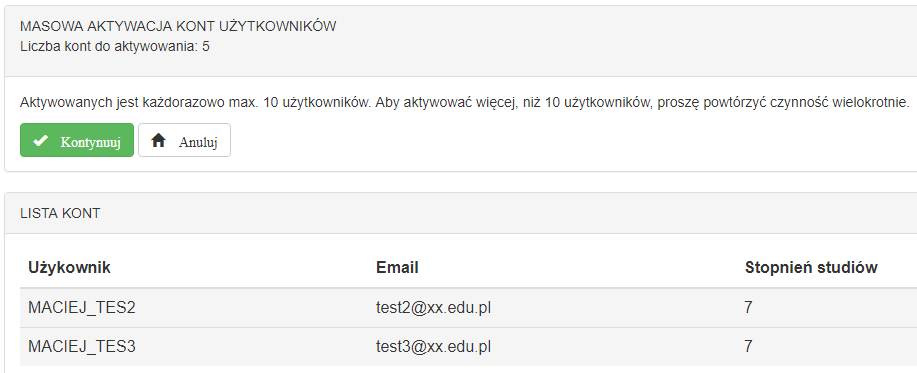 MASOWA AKTYWACJA KONT UŻYTKOWNIKÓW
Liczba kont do aktywowania: 5
Aktywowanych jest każdorazowo max. 10 użytkowników. Aby aktywować więcej, niż 10 użytkowników, proszę powtórzyć czynność wielokrotnie.
Kontynuuj Anuluj
LISTA KONT
Użykownik Email Stopnień studiów
MACIEJ_TES2 test2@xx.edu.pl 7
MACIEJ_TES3 test3@xx.edu.pl 7